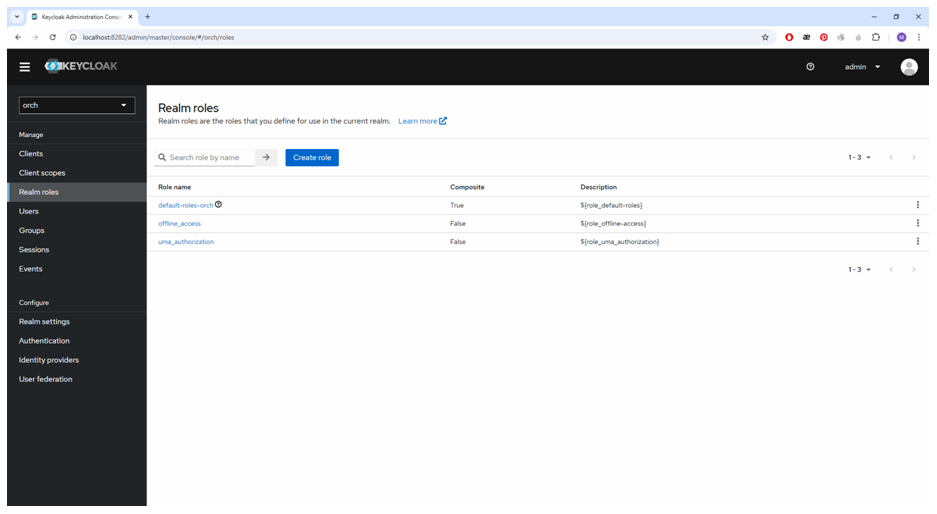 Keycloak Administration Conso
localhost:8282/admin/master/console/#/orch/roles
KEYCLOAK
admin
orch
Manage
Clients
Client scopes
Realm roles
Users
Groups
Sessions
Events
Configure
Realm settings
Authentication
Identity providers
User federation
Realm roles
Realm roles are the roles that you define for use in the current realm. Learn more
Search role by name Create role 1 - 3
Role name Composite Description
default-roles-orch True ${role_default-roles}
offline_access False ${role_offline-access}
uma_authorization False ${role_uma_authorization}
1 - 3